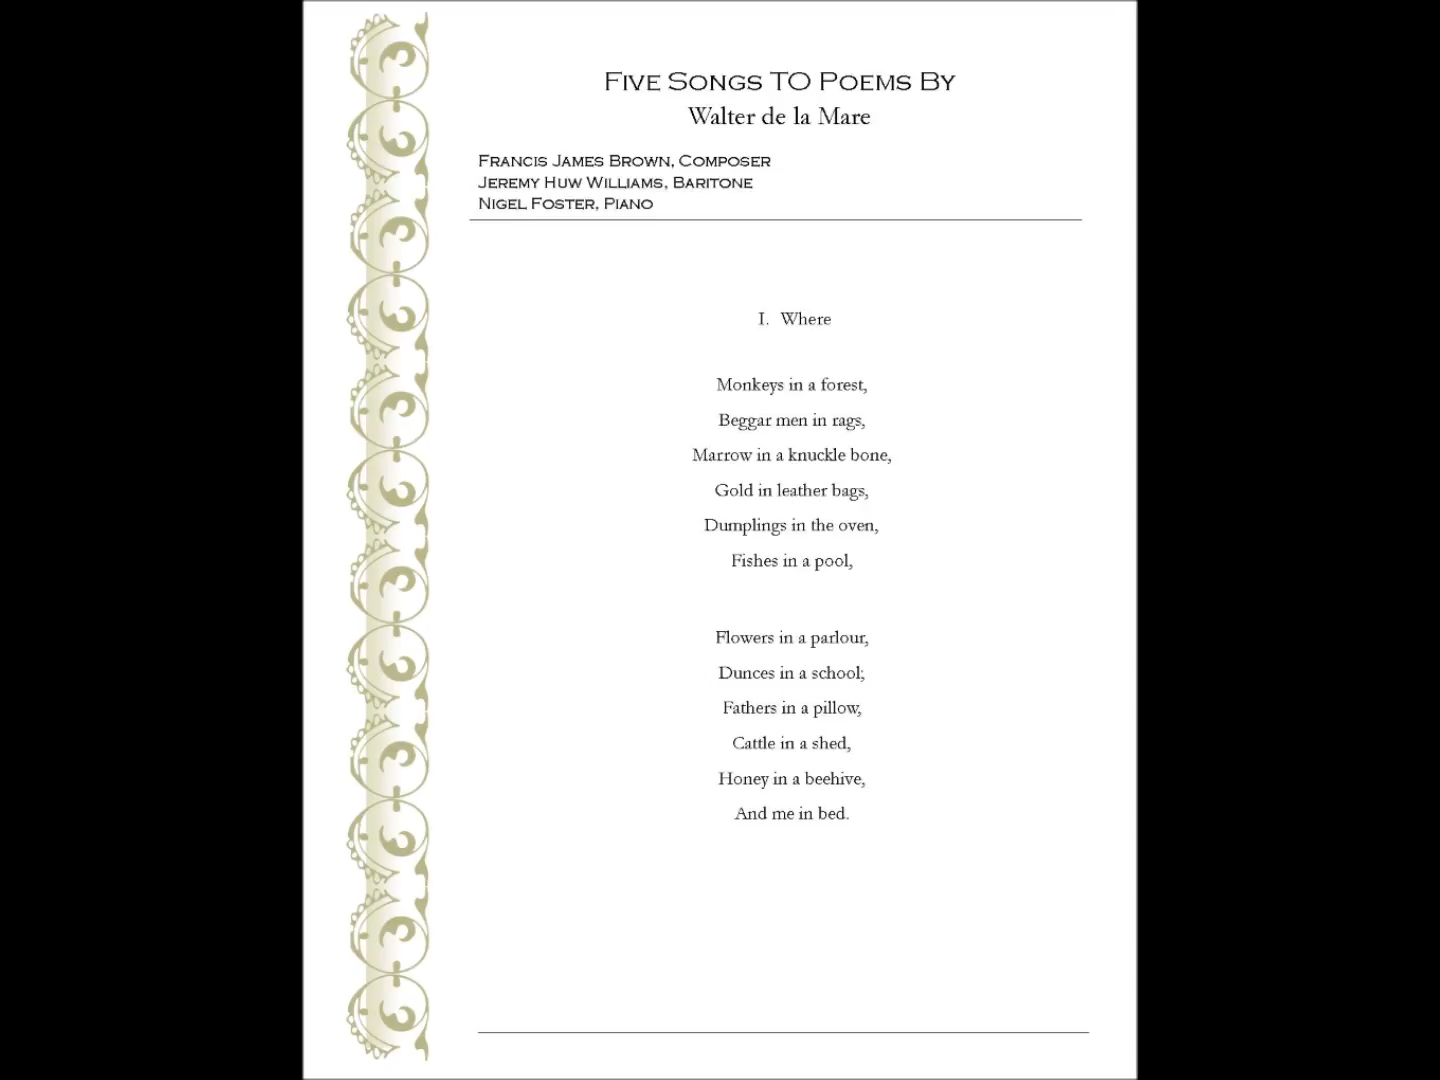 Five Songs TO Poems By
Walter de la Mare
Francis James Brown, Composer
Jeremy Huw Williams, Baritone
Nigel Foster, Piano
I. Where
Monkeys in a forest,
Beggar men in rags,
Marrow in a knuckle bone,
Gold in leather bags,
Dumplings in the oven,
Fishes in a pool,
Flowers in a parlour,
Dunces in a school;
Fathers in a pillow,
Cattle in a shed,
Honey in a beehive,
And me in bed.